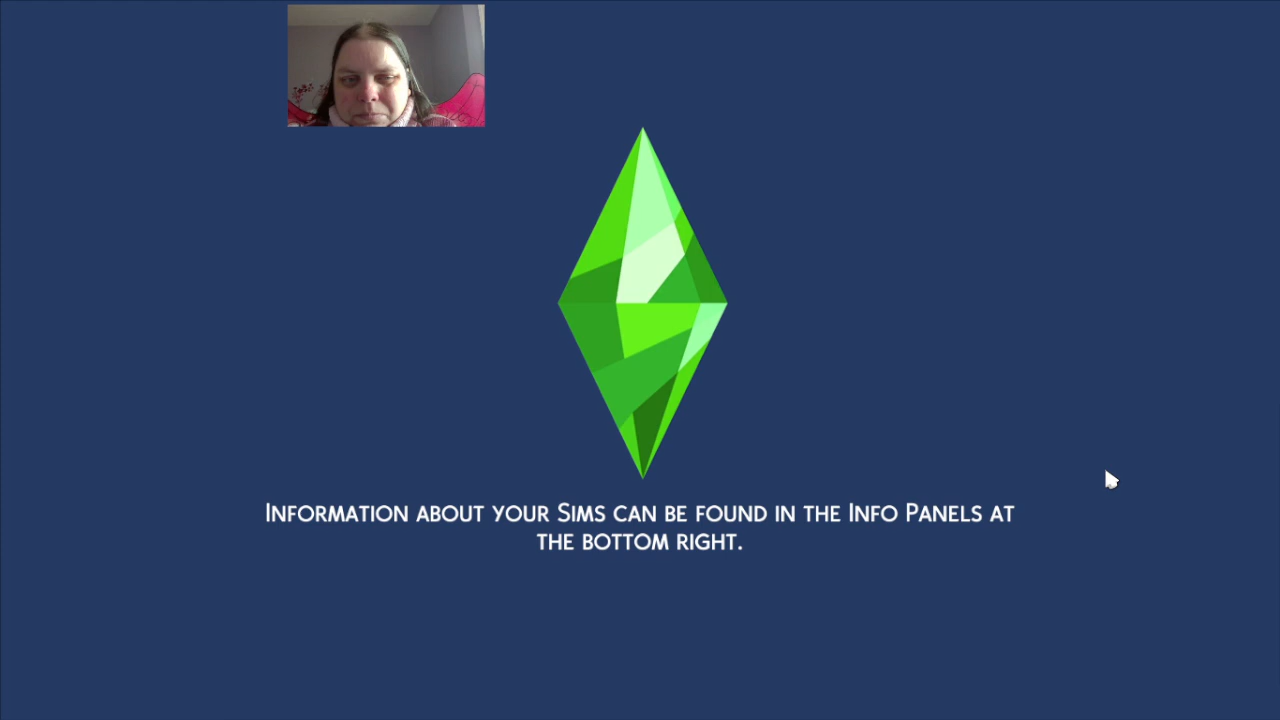 Information about your Sims can be found in the Info Panels at
the bottom right.